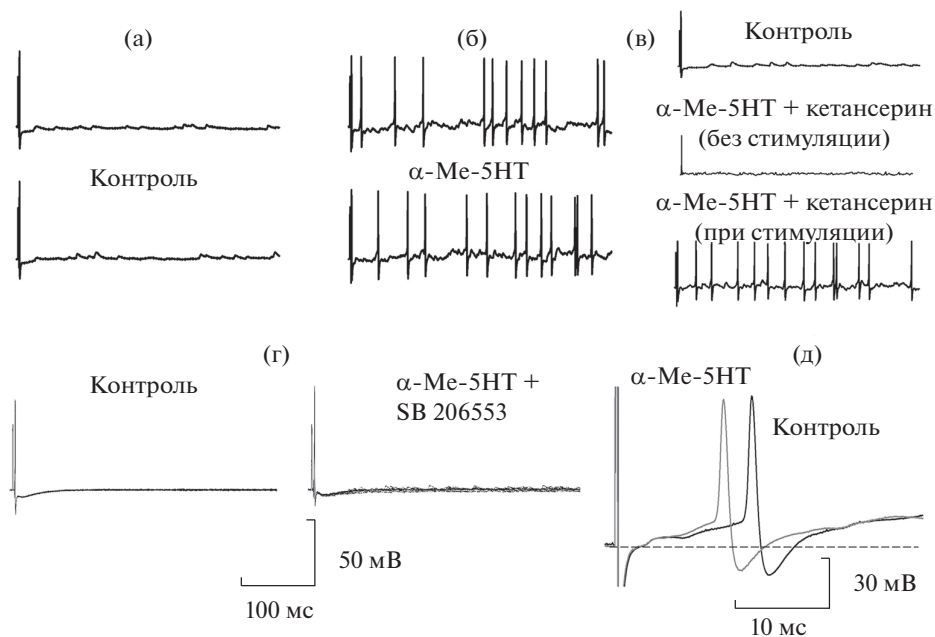 (а)
Контроль
(б)
α-Me-5HT
(в)
Контроль
α-Me-5HT + кетансерин
(без стимуляции)
α-Me-5HT + кетансерин
(при стимуляции)
(г)
Контроль
α-Me-5HT +
SB 206553
50 мВ
100 мс
(д)
α-Me-5HT
Контроль
30 мВ
10 мс